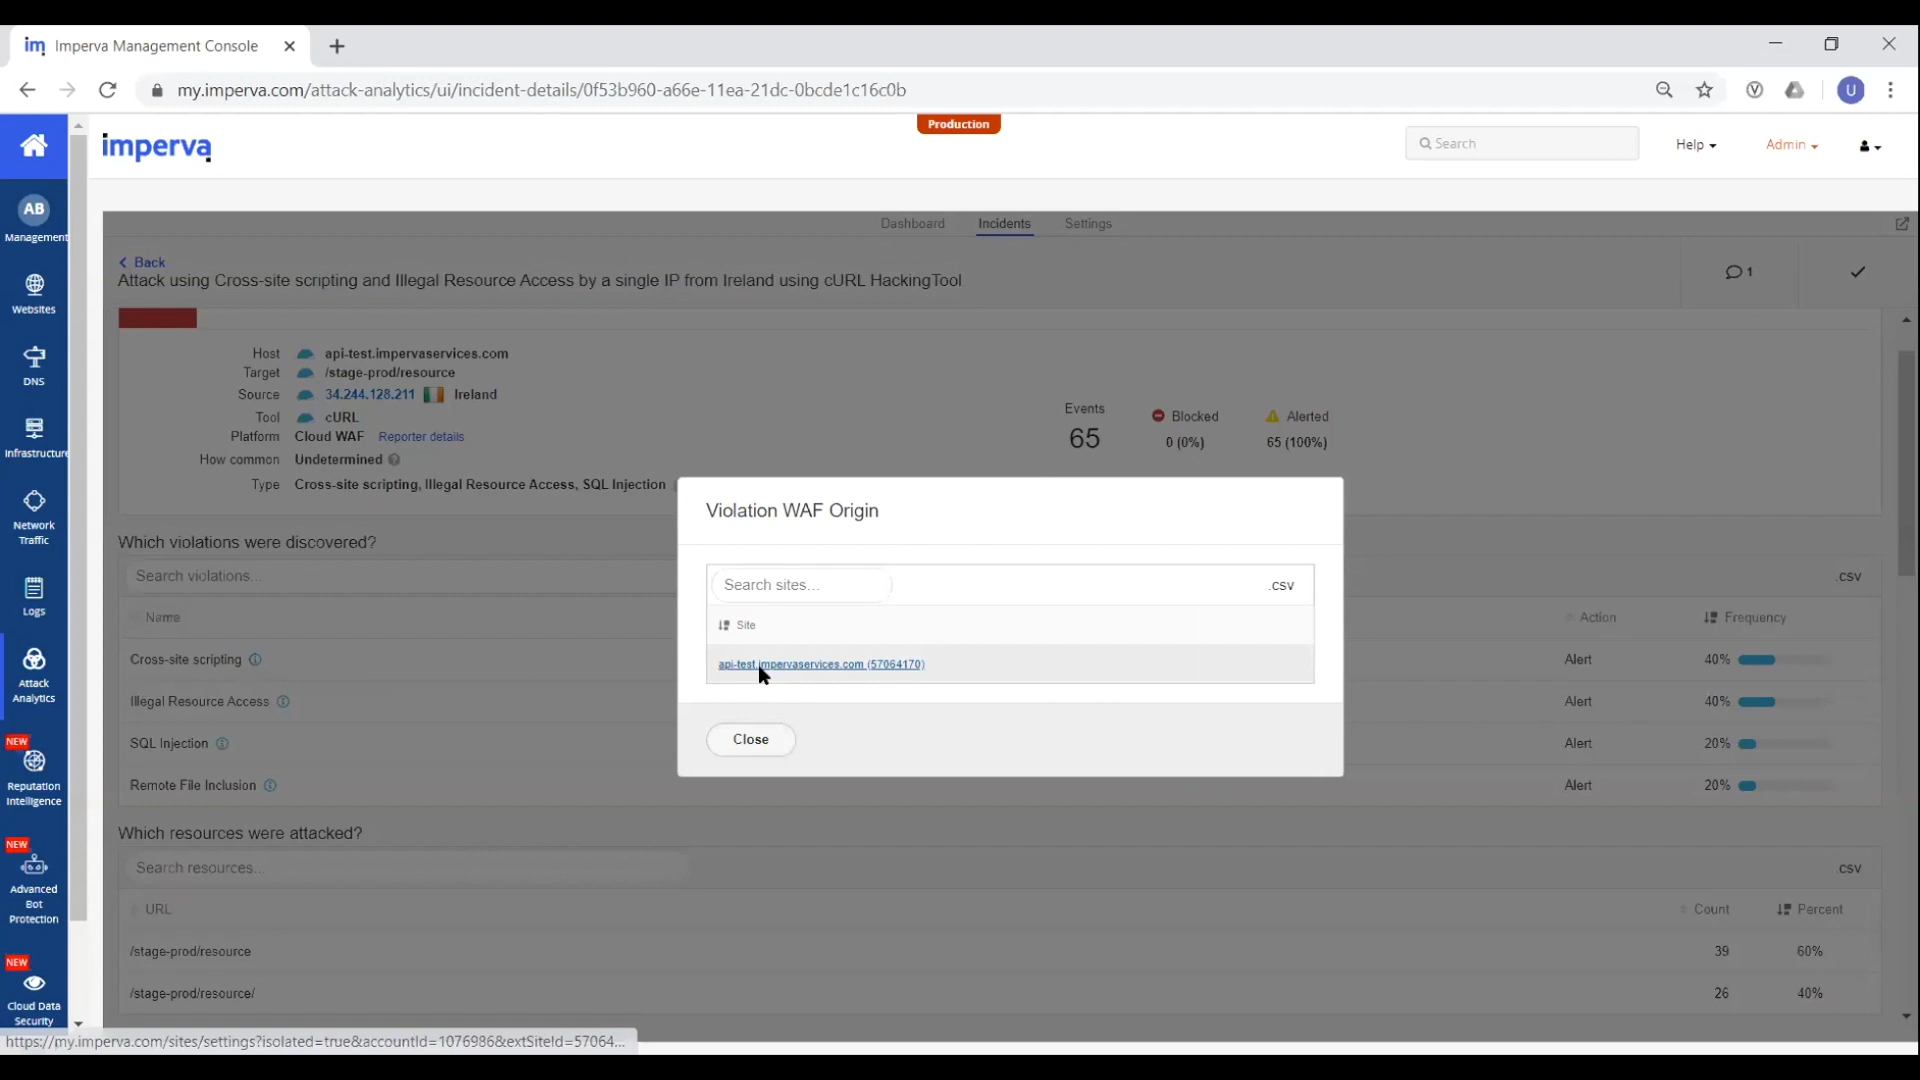 im Imperva Management Console
my.imperva.com/attack-analytics/ui/incident-details/0f53b960-a66e-11ea-21dc-0bcde1c16c0b
U
Production
imperva
Search
Help
Admin
AB
Management
Websites
DNS
Infrastructure
Network
Traffic
Logs
Attack
Analytics
NEW
Reputation
Intelligence
NEW
Advanced
Bot
Protection
NEW
Cloud Data
Security
Dashboard Incidents Settings
Back
Attack using Cross-site scripting and Illegal Resource Access by a single IP from Ireland using cURL HackingTool
1
Host api-test.impervaservices.com
Target /stage-prod/resource
Source 34.244.128.211 Ireland
Tool cURL
Platform Cloud WAF Reporter details
How common Undetermined
Type Cross-site scripting, Illegal Resource Access, SQL Injection
Events
65
Blocked
0 (0%)
Alerted
65 (100%)
Which violations were discovered?
Search violations...
.csv
Name Action Frequency
Cross-site scripting Alert 40%
Illegal Resource Access Alert 40%
SQL Injection Alert 20%
Remote File Inclusion Alert 20%
Violation WAF Origin
Search sites...
.csv
Site
api-test.impervaservices.com (57064170)
Close
Which resources were attacked?
Search resources...
.csv
URL Count Percent
/stage-prod/resource 39 60%
/stage-prod/resource/ 26 40%
https://my.imperva.com/sites/settings?isolated=true&accountId=1076986&extSiteId=57064...